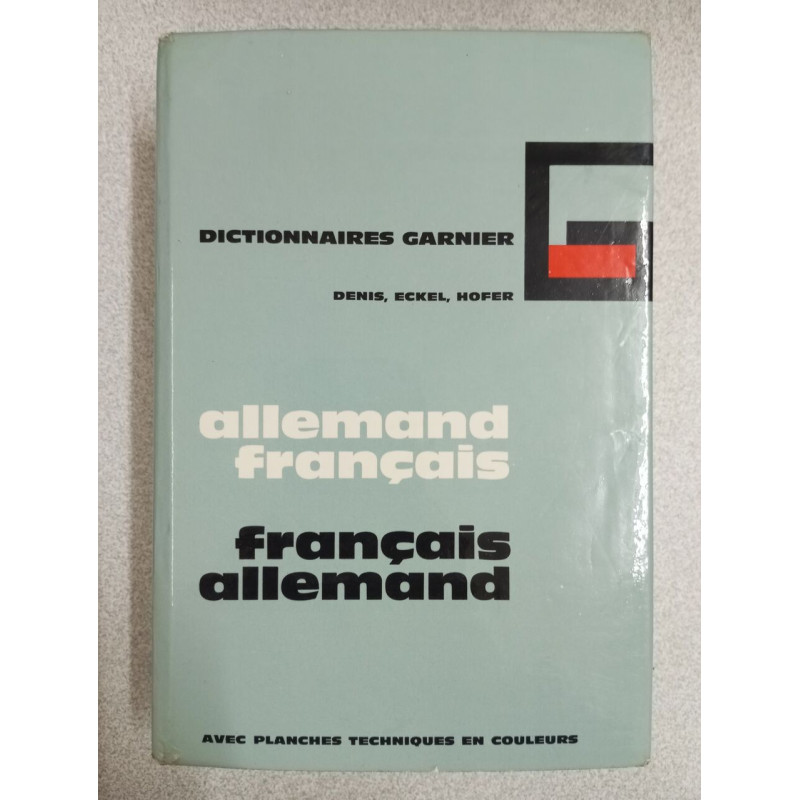 DICTIONNAIRES GARNIER
DENIS, ECKEL, HOFER
allemand
français
français
allemand
AVEC PLANCHES TECHNIQUES EN COULEURS